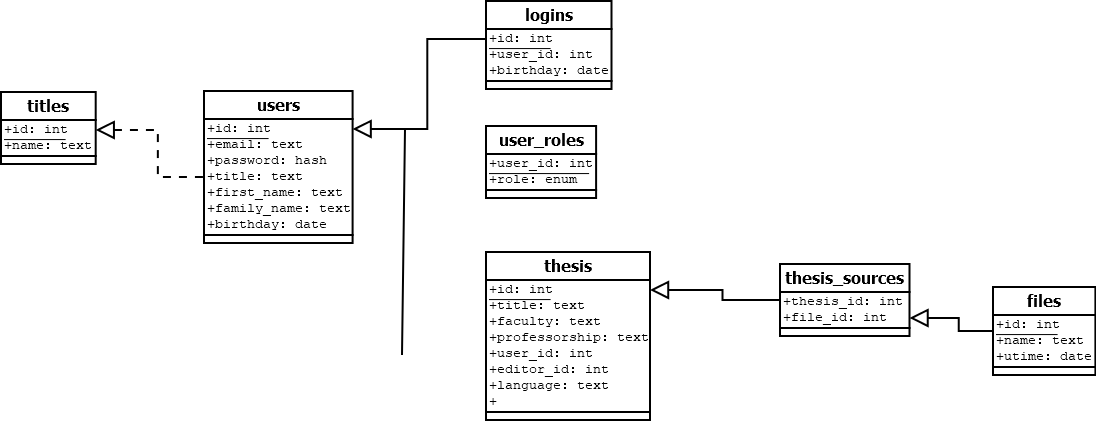 logins
+id: int
+user_id: int
+birthday: date
titles
+id: int
+name: text
users
+id: int
+email: text
+password: hash
+title: text
+first_name: text
+family_name: text
+birthday: date
user_roles
+user_id: int
+role: enum
thesis
+id: int
+title: text
+faculty: text
+professorship: text
+user_id: int
+editor_id: int
+language: text
+
thesis_sources
+thesis_id: int
+file_id: int
files
+id: int
+name: text
+utime: date